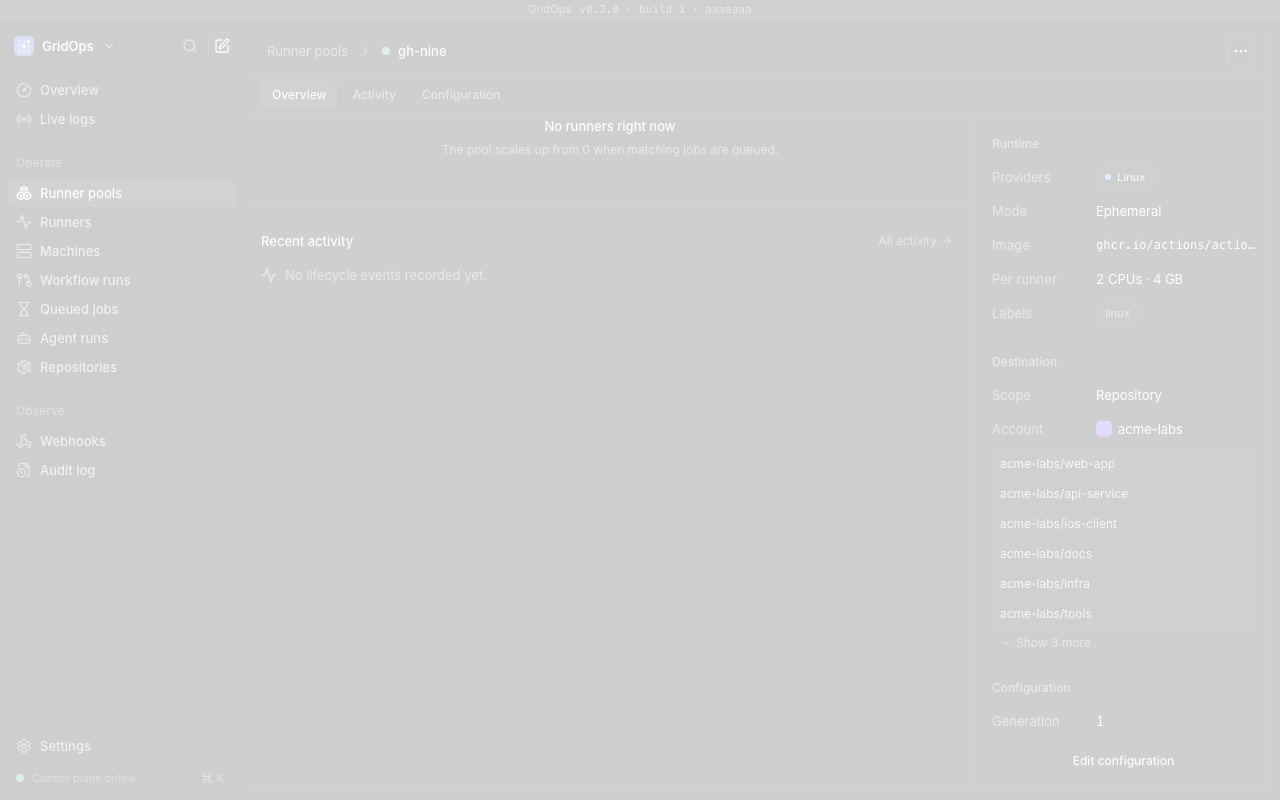 GridOps v0.2.0 · build 1 · aaaaaaa
GridOps
Overview
Live logs
Operate
Runner pools
Runners
Machines
Workflow runs
Queued jobs
Agent runs
Repositories
Observe
Webhooks
Audit log
Settings
Control plane online ⌘ K
Runner pools > gh-nine
Overview Activity Configuration
No runners right now
The pool scales up from 0 when matching jobs are queued.
Recent activity All activity →
No lifecycle events recorded yet.
Runtime
Providers Linux
Mode Ephemeral
Image ghcr.io/actions/actio…
Per runner 2 CPUs · 4 GB
Labels linux
Destination
Scope Repository
Account acme-labs
acme-labs/web-app
acme-labs/api-service
acme-labs/ios-client
acme-labs/docs
acme-labs/infra
acme-labs/tools
Show 3 more
Configuration
Generation 1
Edit configuration